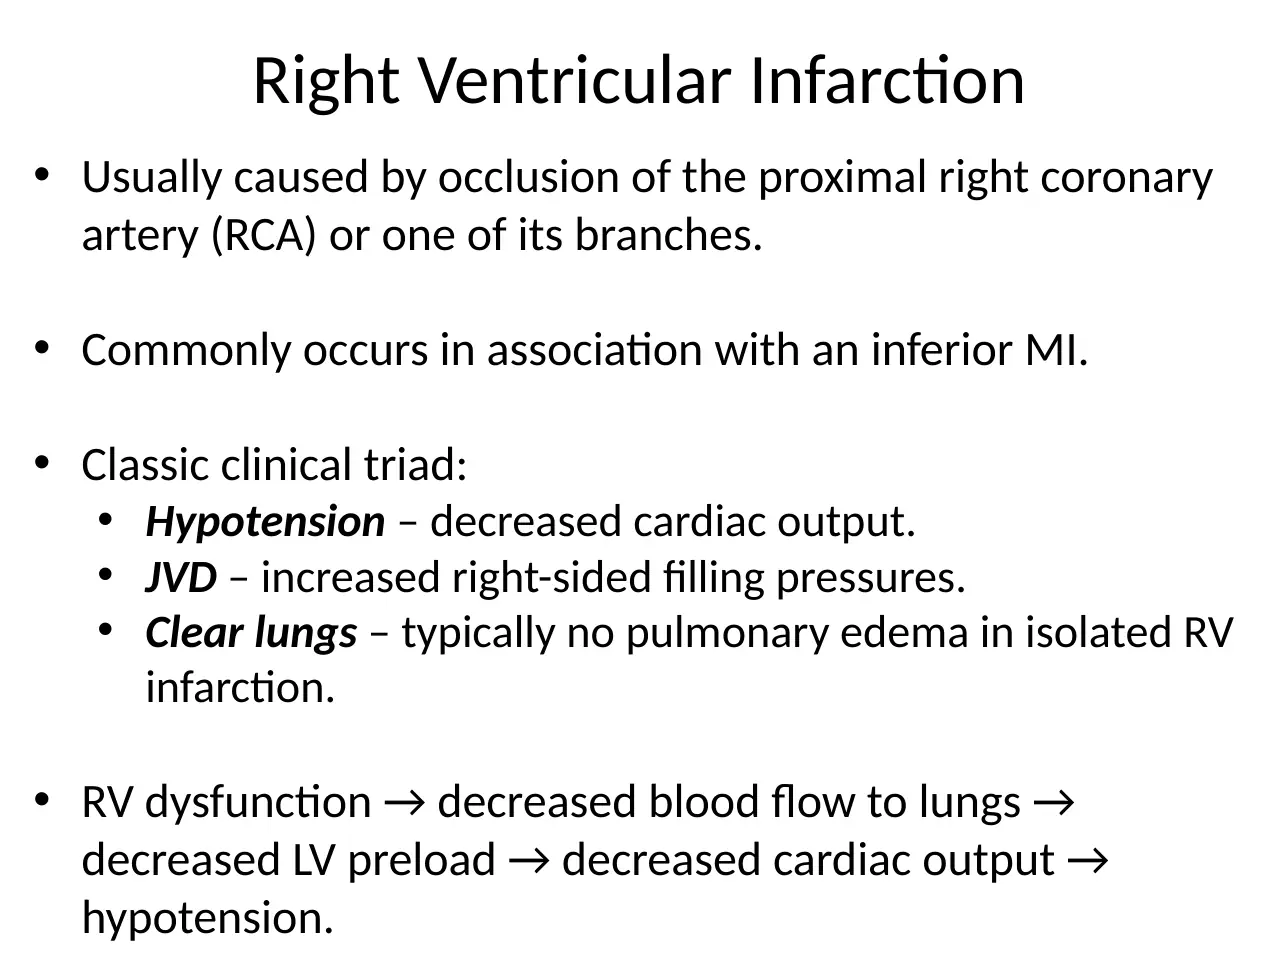 Right Ventricular Infarction
• Usually caused by occlusion of the proximal right coronary
artery (RCA) or one of its branches.
• Commonly occurs in association with an inferior MI.
• Classic clinical triad:
• Hypotension – decreased cardiac output.
• JVD – increased right-sided filling pressures.
• Clear lungs – typically no pulmonary edema in isolated RV
infarction.
• RV dysfunction → decreased blood flow to lungs →
decreased LV preload → decreased cardiac output →
hypotension.